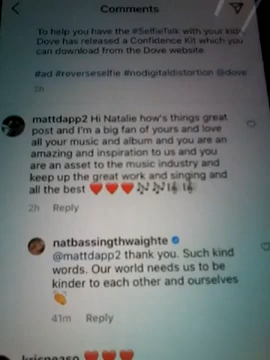 Comments
To help you have the #SelfieTalk with your kids,
Dove has released a Confidence Kit which you
can download from the Dove website.
#ad #reverseselfie #nodigitaldistortion @dove
2h
mattdapp2 Hi Natalie how's things great
post and I'm a big fan of yours and love
all your music and album and you are an
amazing and inspiration to us and you
are an asset to the music industry and
keep up the great work and singing and
all the best ❤️❤️❤️🎶🎶🎼🎼
2h Reply
natbassingthwaighte
@mattdapp2 thank you. Such kind
words. Our world needs us to be
kinder to each other and ourselves
👏
41m Reply
❤️❤️❤️